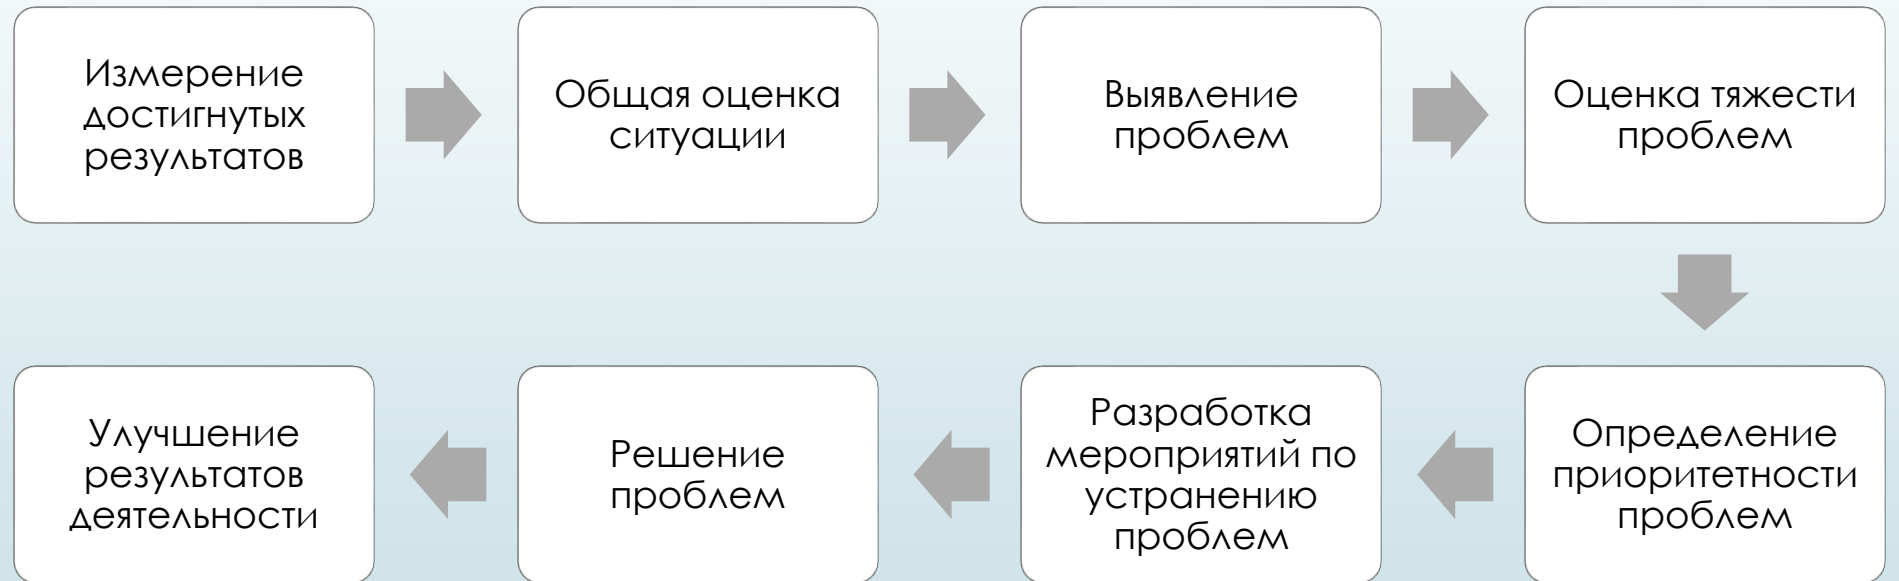 Измерение
достигнутых
результатов
Общая оценка
ситуации
Выявление
проблем
Оценка тяжести
проблем
Определение
приоритетности
проблем
Разработка
мероприятий по
устранению
проблем
Решение
проблем
Улучшение
результатов
деятельности